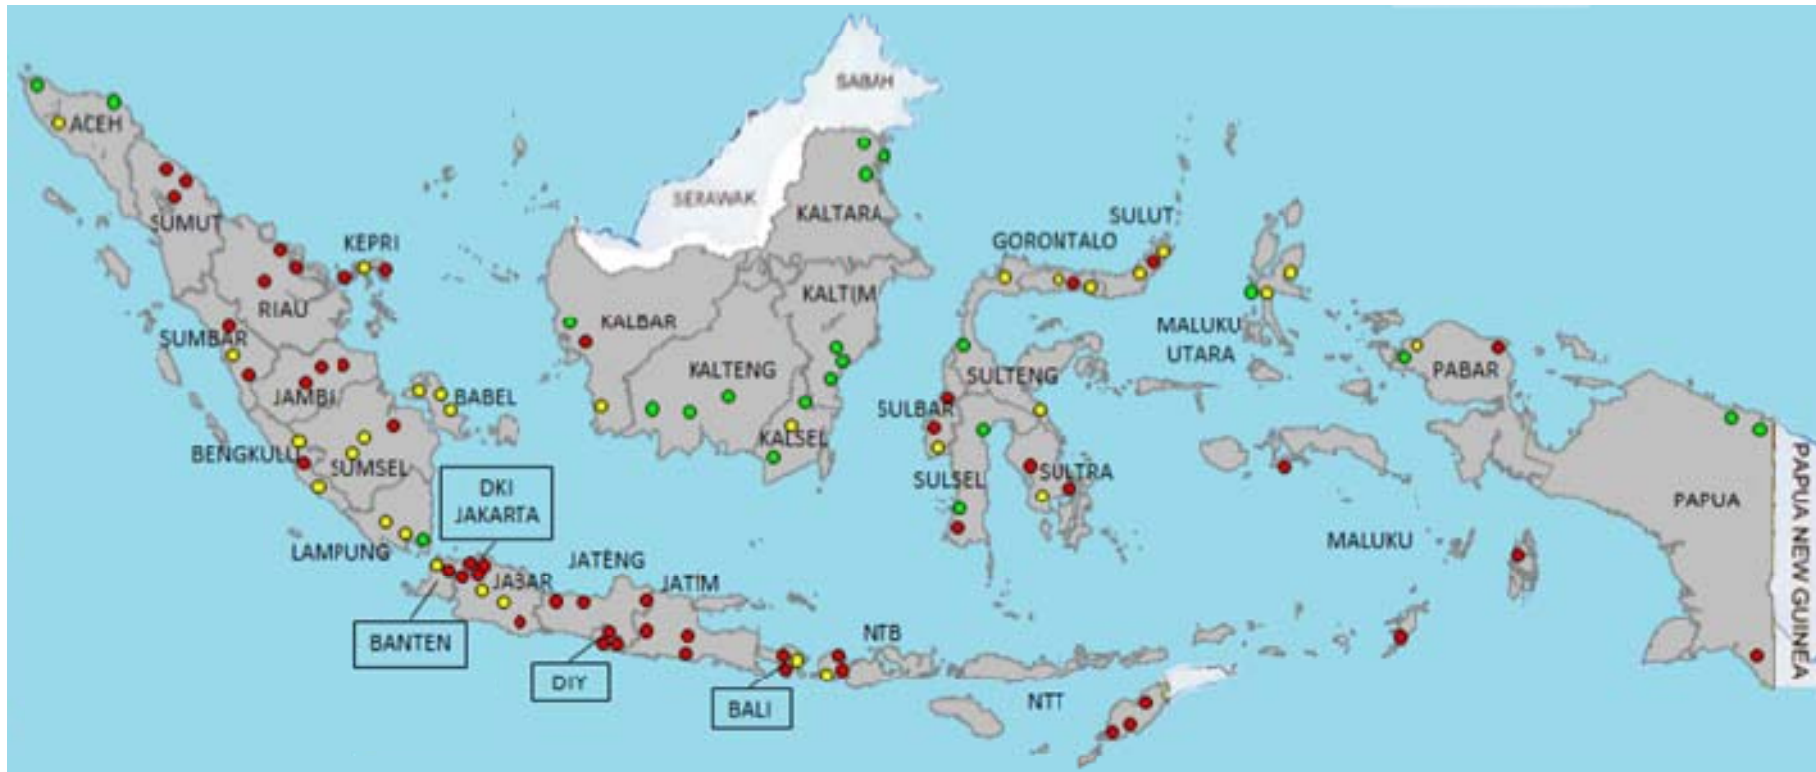 SABAH
ACEH
SERAWAK
KALTARA
SUMUT
SULUT
KEPRI
GORONTALO
KALTIM
RIAU
KALBAR
MALUKU
UTARA
SUMBAR
KALTENG
SULTENG
PABAR
JAMBI
BABEL
SULBAR
KALSEL
BENGKULU
SUMSEL
SULSEL
SULTRA
DKI
JAKARTA
PAPUA
PAPUA NEW GUINEA
LAMPUNG
MALUKU
JATENG
JABAR
JATIM
BANTEN
NTB
DIY
BALI
NTT